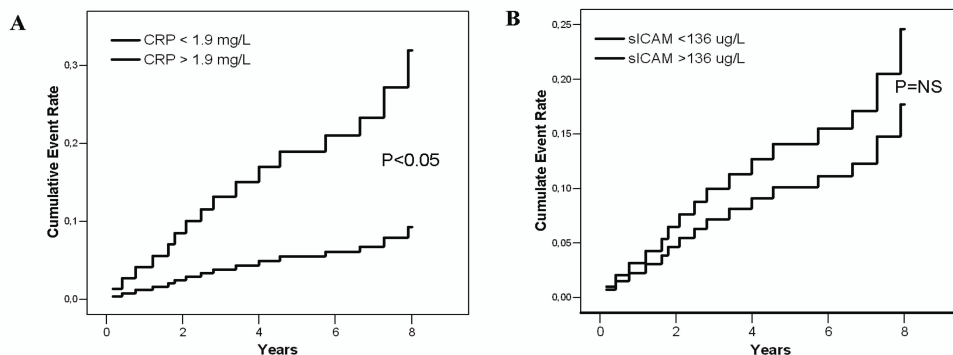 A
CRP < 1.9 mg/L
CRP > 1.9 mg/L
0,3
0,2
0,1
0,0
Cumulative Event Rate
P<0.05
0 2 4 6 8
Years
B
sICAM <136 ug/L
sICAM >136 ug/L
0,25
0,20
0,15
0,10
0,05
0,00
Cumulate Event Rate
P=NS
0 2 4 6 8
Years